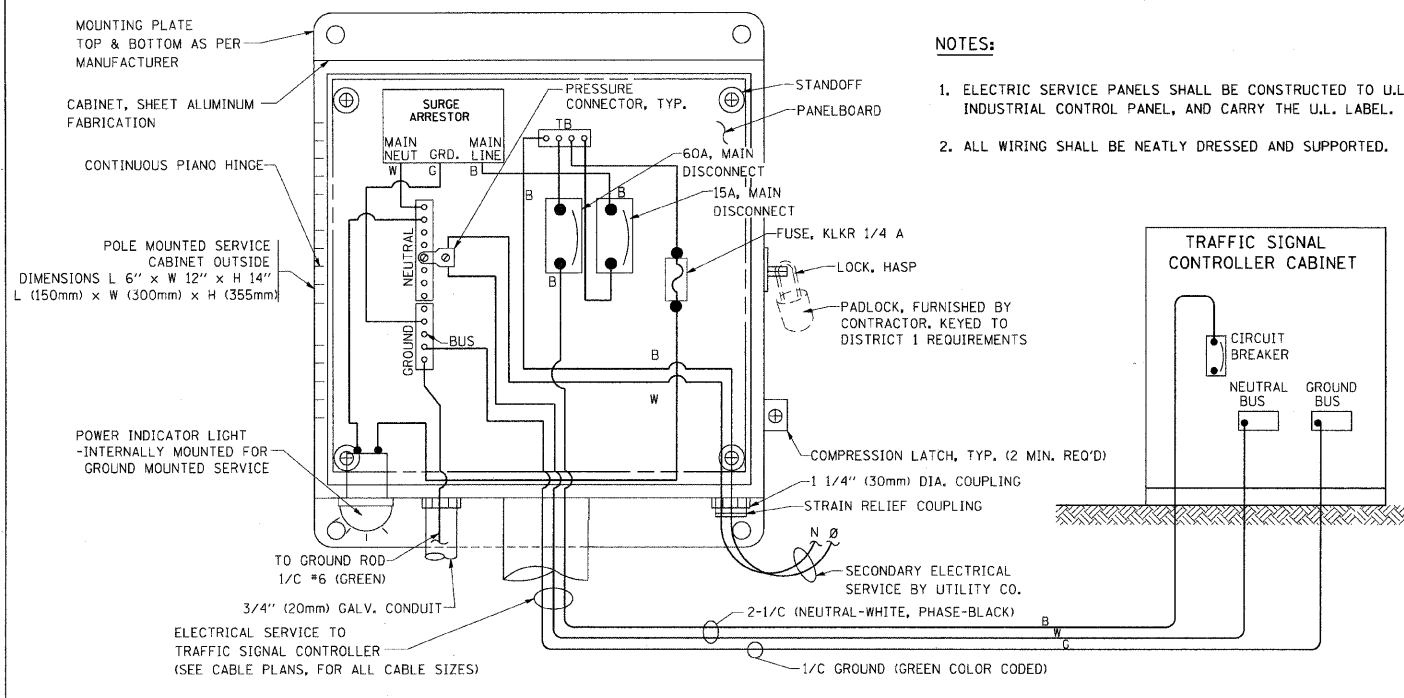 MOUNTING PLATE
TOP & BOTTOM AS PER
MANUFACTURER
CABINET, SHEET ALUMINUM
FABRICATION
CONTINUOUS PIANO HINGE
POLE MOUNTED SERVICE
CABINET OUTSIDE
DIMENSIONS L 6" x W 12" x H 14"
L (150mm) x W (300mm) x H (355mm)
POWER INDICATOR LIGHT
-INTERNALLY MOUNTED FOR
GROUND MOUNTED SERVICE
TO GROUND ROD
1/C #6 (GREEN)
3/4" (20mm) GALV. CONDUIT
ELECTRICAL SERVICE TO
TRAFFIC SIGNAL CONTROLLER
(SEE CABLE PLANS, FOR ALL CABLE SIZES)
SURGE
ARRESTOR
MAIN
NEUT
GRD.
MAIN
LINE
W
G
B
PRESSURE
CONNECTOR, TYP.
TB
NEUTRAL
GROUND
BUS
B
B
B
B
W
STANDOFF
PANELBOARD
60A, MAIN
DISCONNECT
15A, MAIN
DISCONNECT
FUSE, KLKR 1/4 A
LOCK, HASP
PADLOCK, FURNISHED BY
CONTRACTOR. KEYED TO
DISTRICT 1 REQUIREMENTS
COMPRESSION LATCH, TYP. (2 MIN. REQ'D)
1 1/4" (30mm) DIA. COUPLING
STRAIN RELIEF COUPLING
N Ø
SECONDARY ELECTRICAL
SERVICE BY UTILITY CO.
2-1/C (NEUTRAL-WHITE, PHASE-BLACK)
B
W
G
1/C GROUND (GREEN COLOR CODED)
NOTES:
1. ELECTRIC SERVICE PANELS SHALL BE CONSTRUCTED TO U.L
INDUSTRIAL CONTROL PANEL, AND CARRY THE U.L. LABEL.
2. ALL WIRING SHALL BE NEATLY DRESSED AND SUPPORTED.
TRAFFIC SIGNAL
CONTROLLER CABINET
CIRCUIT
BREAKER
NEUTRAL
BUS
GROUND
BUS